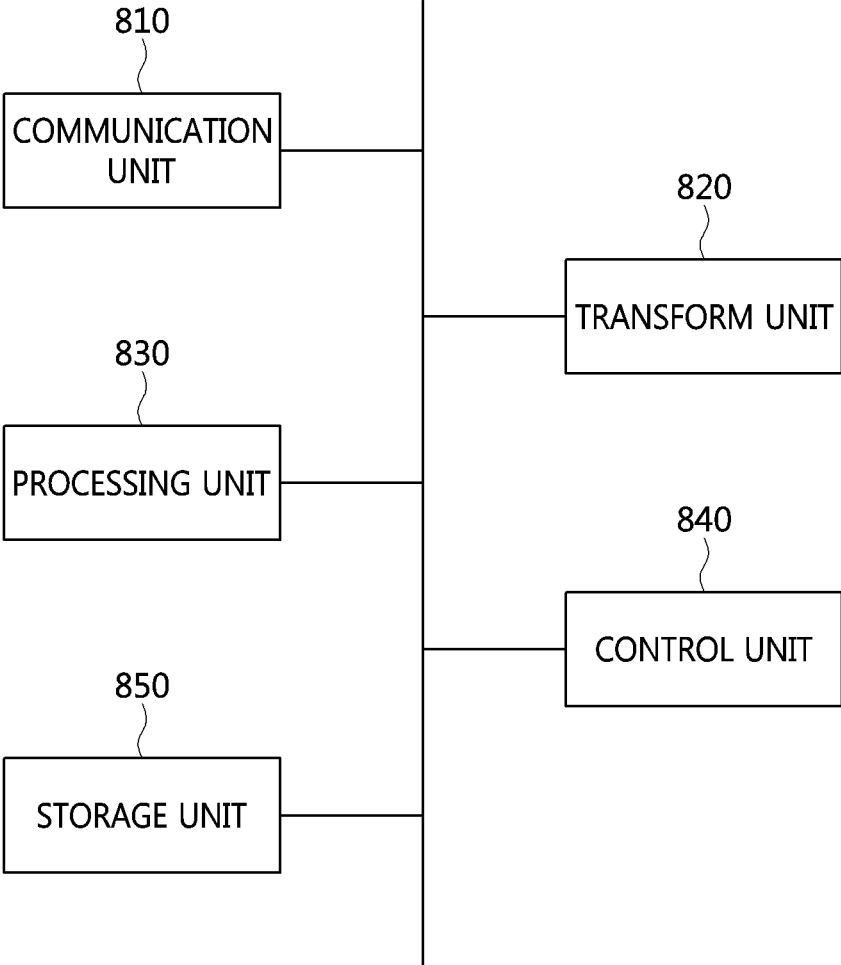 810
COMMUNICATION
UNIT
820
TRANSFORM UNIT
830
PROCESSING UNIT
840
CONTROL UNIT
850
STORAGE UNIT